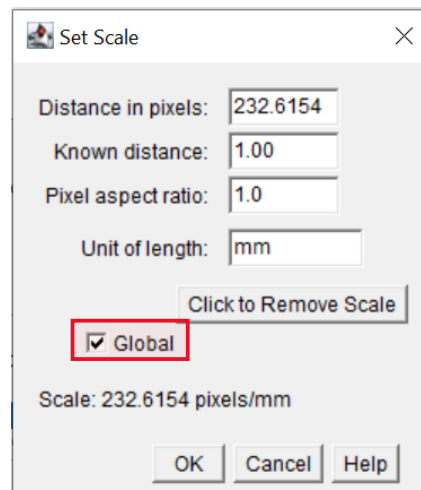 Set Scale
Distance in pixels: 232.6154
Known distance: 1.00
Pixel aspect ratio: 1.0
Unit of length: mm
Click to Remove Scale
Global
Scale: 232.6154 pixels/mm
OK Cancel Help